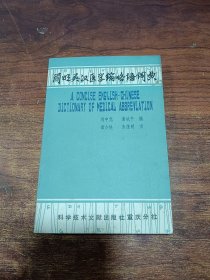 简明英汉医学缩略语词典
A CONCISE ENGLISH-CHINESE
DICTIONARY OF MEDICAL ABBREVIATION
编
科学技术文献出版社重庆分社